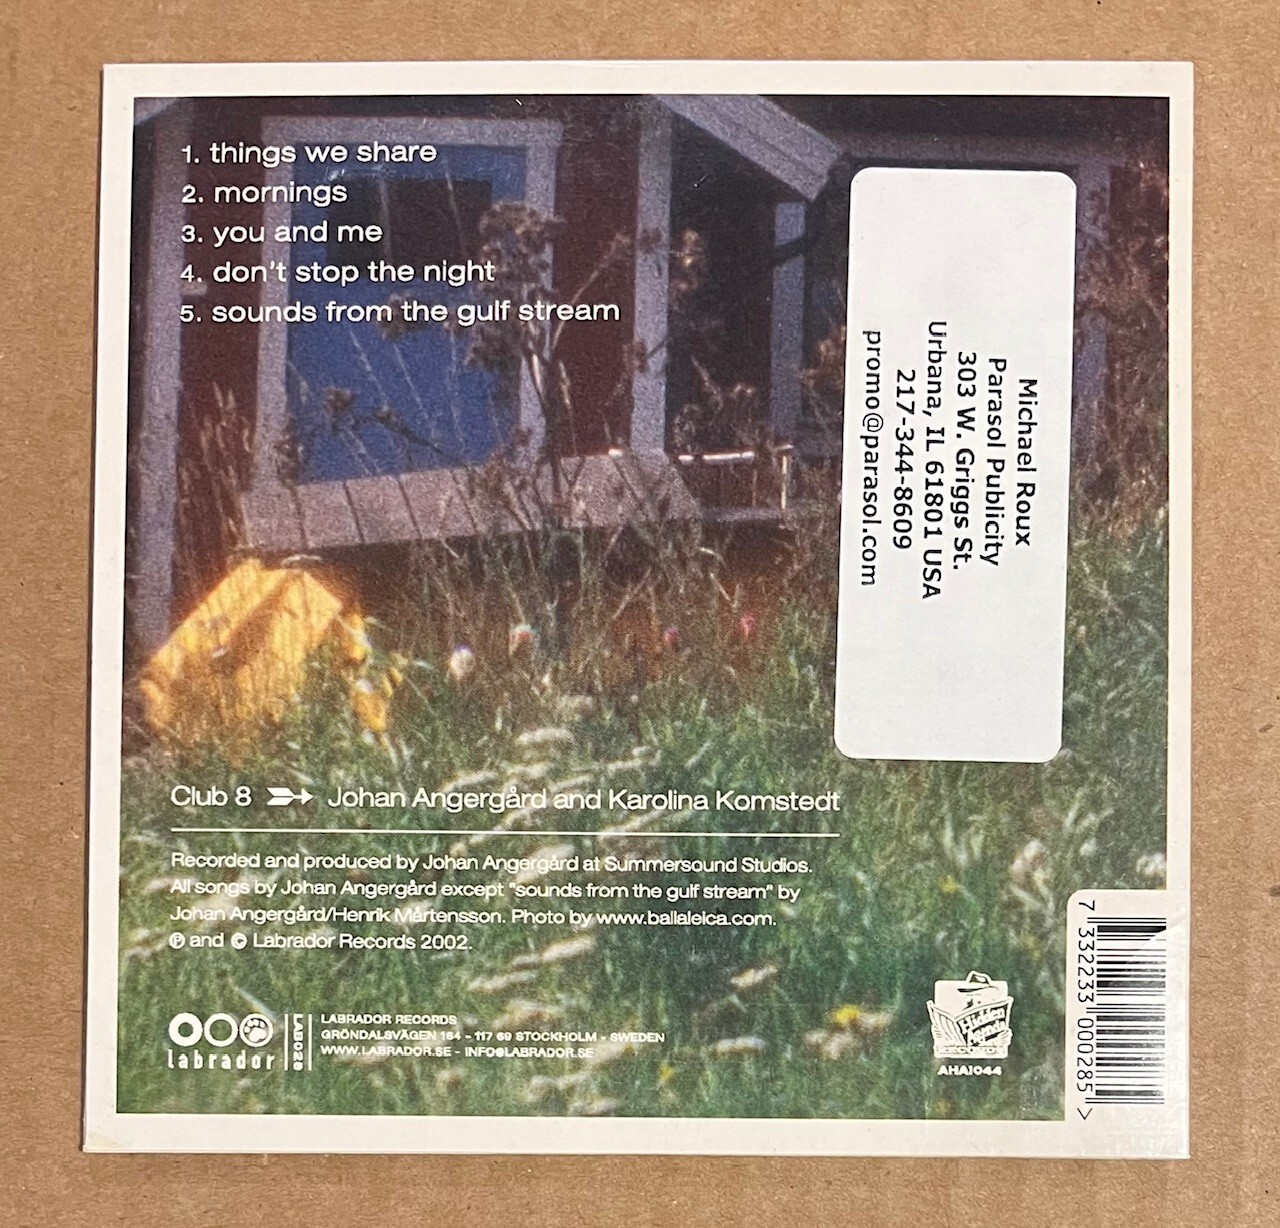 1. things we share
2. mornings
3. you and me
4. don't stop the night
5. sounds from the gulf stream
Michael Roux
Parasol Publicity
303 W. Griggs St.
Urbana, IL 61801 USA
217-344-8609
promo@parasol.com
Club 8 Johan Angergård and Karolina Komstedt
Recorded and produced by Johan Angergård at Summersound Studios.
All songs by Johan Angergård except "sounds from the gulf stream" by
Johan Angergård/Henrik Mårtensson. Photo by www.ballaleica.com.
℗ and © Labrador Records 2002.
labrador
LAB028
LABRADOR RECORDS
GRÖNDALSVÄGEN 164 - 117 69 STOCKHOLM - SWEDEN
WWW.LABRADOR.SE - INFO@LABRADOR.SE
Hidden
Agenda
RECORDS
AHAI044
7 332233 000285 >